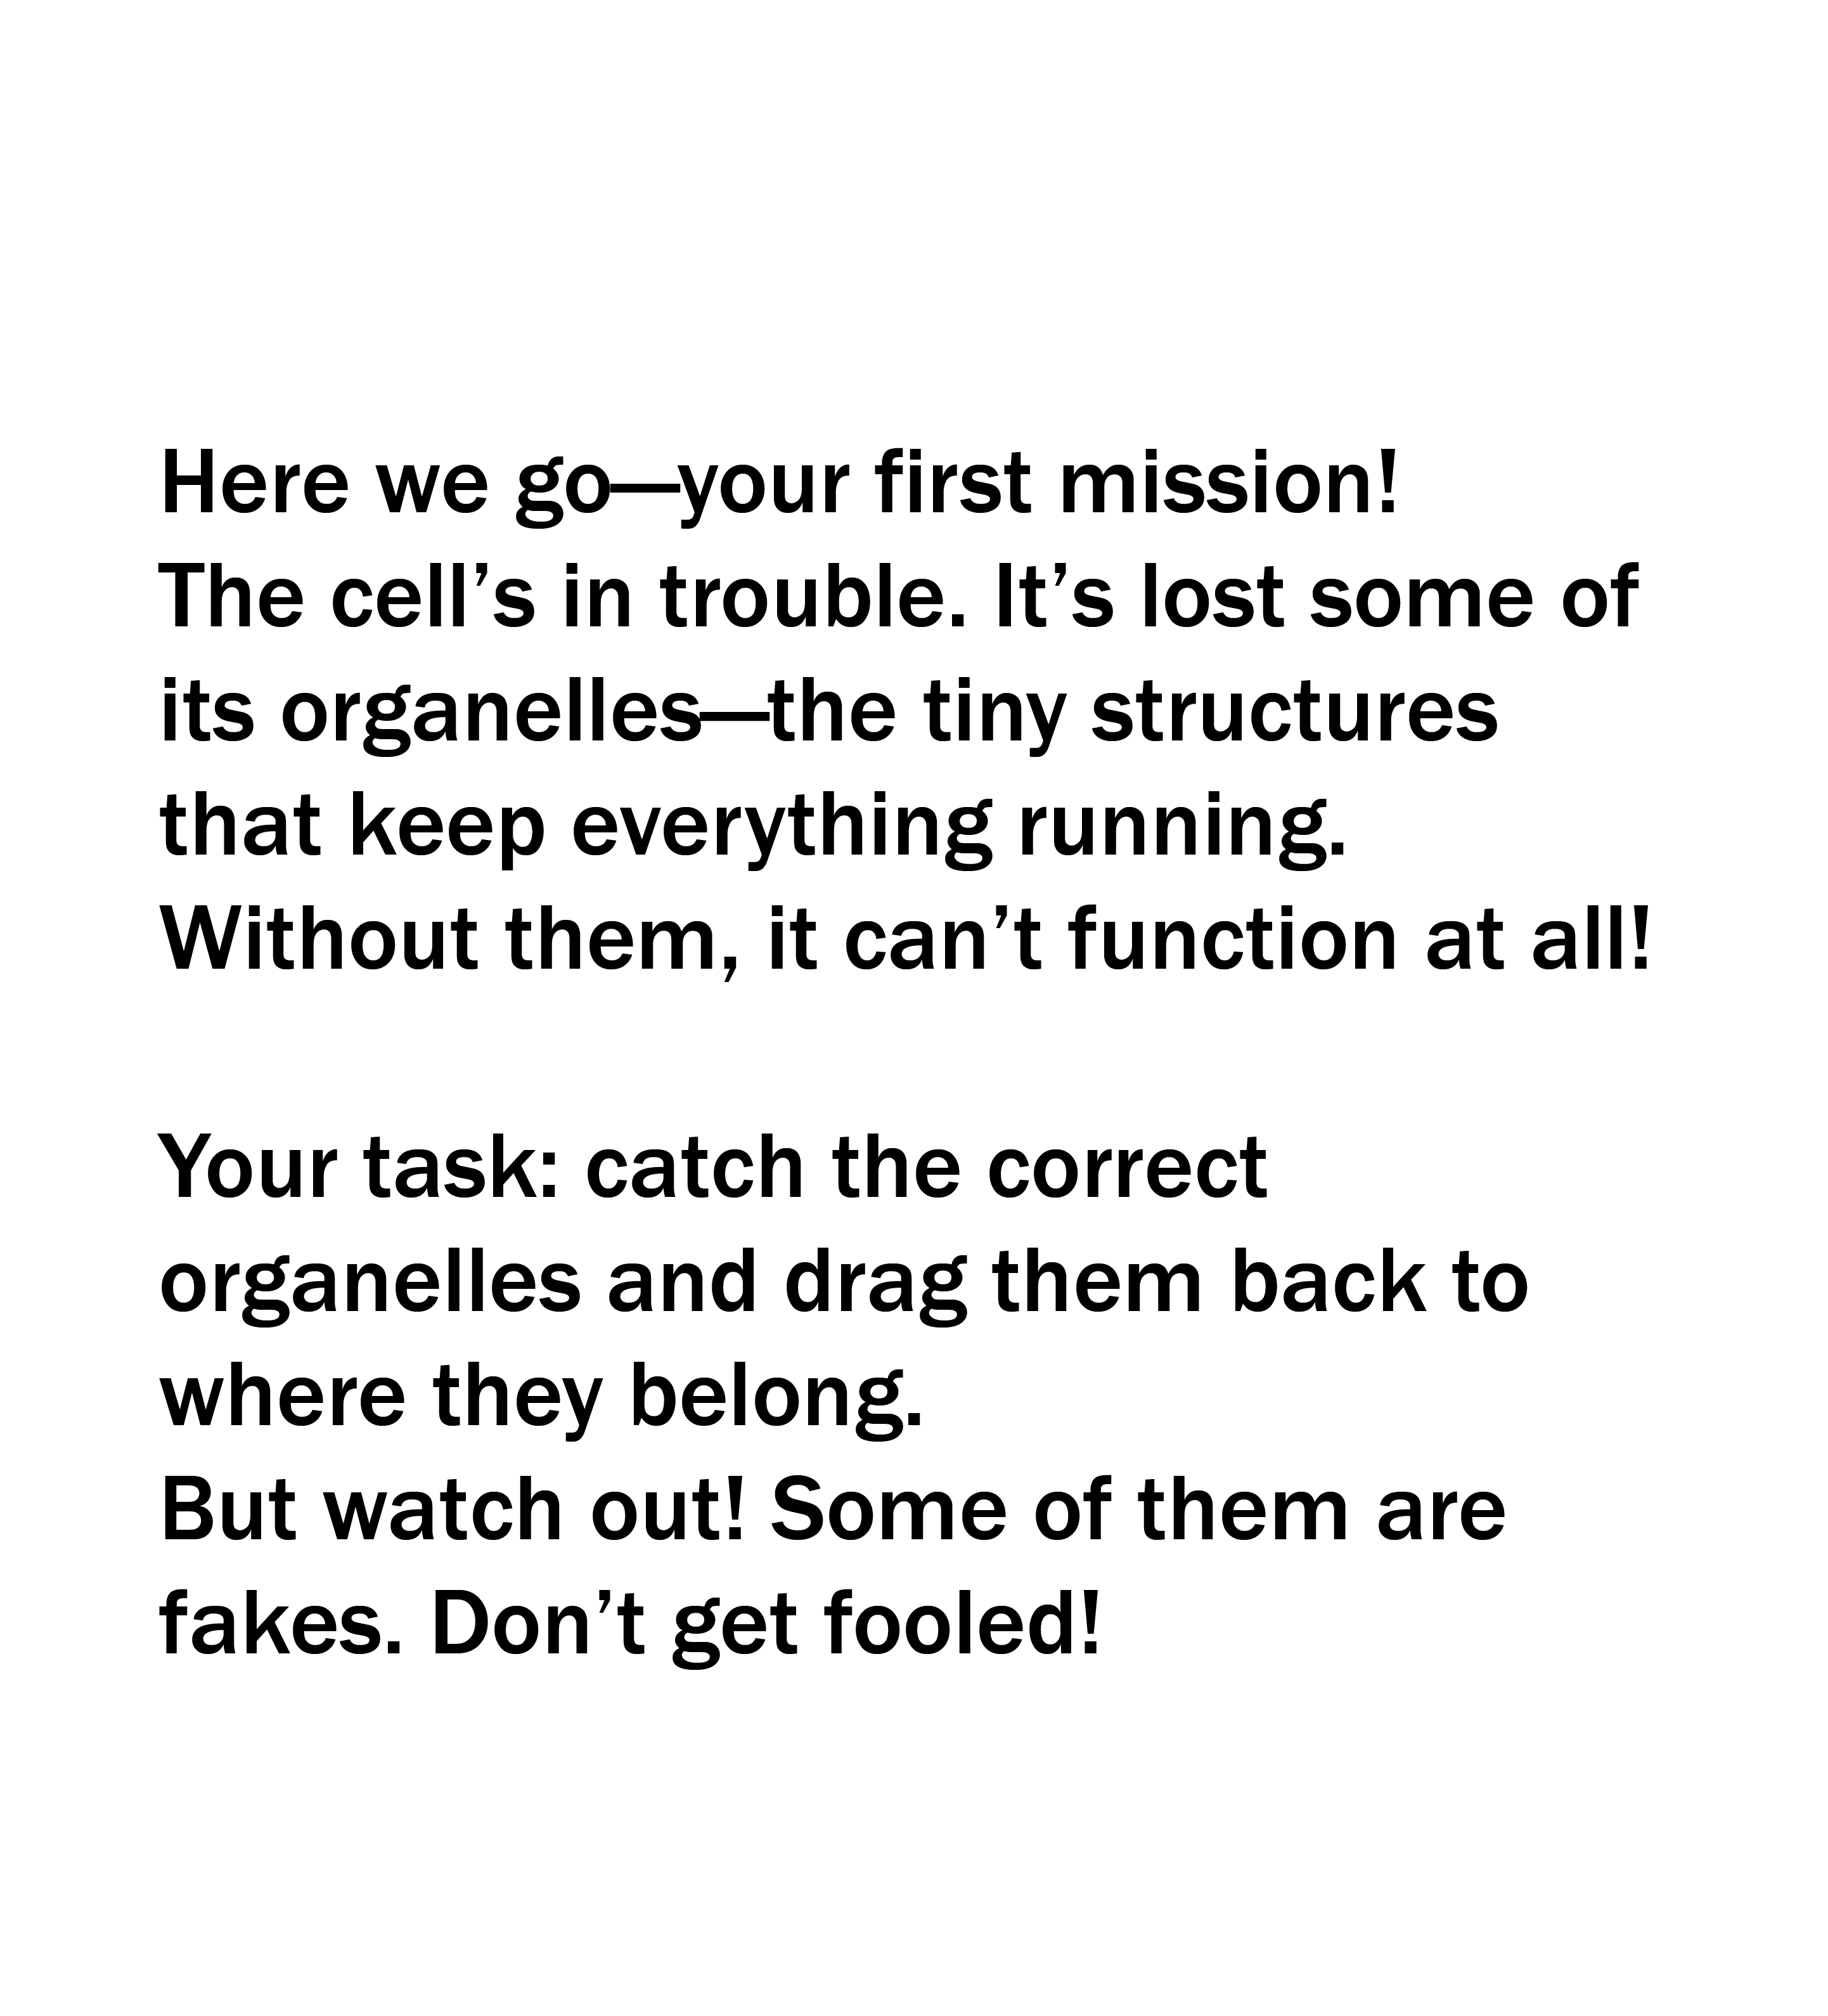 Here we go—your first mission!
The cell’s in trouble. It’s lost some of
its organelles—the tiny structures
that keep everything running.
Without them, it can’t function at all!
Your task: catch the correct
organelles and drag them back to
where they belong.
But watch out! Some of them are
fakes. Don’t get fooled!